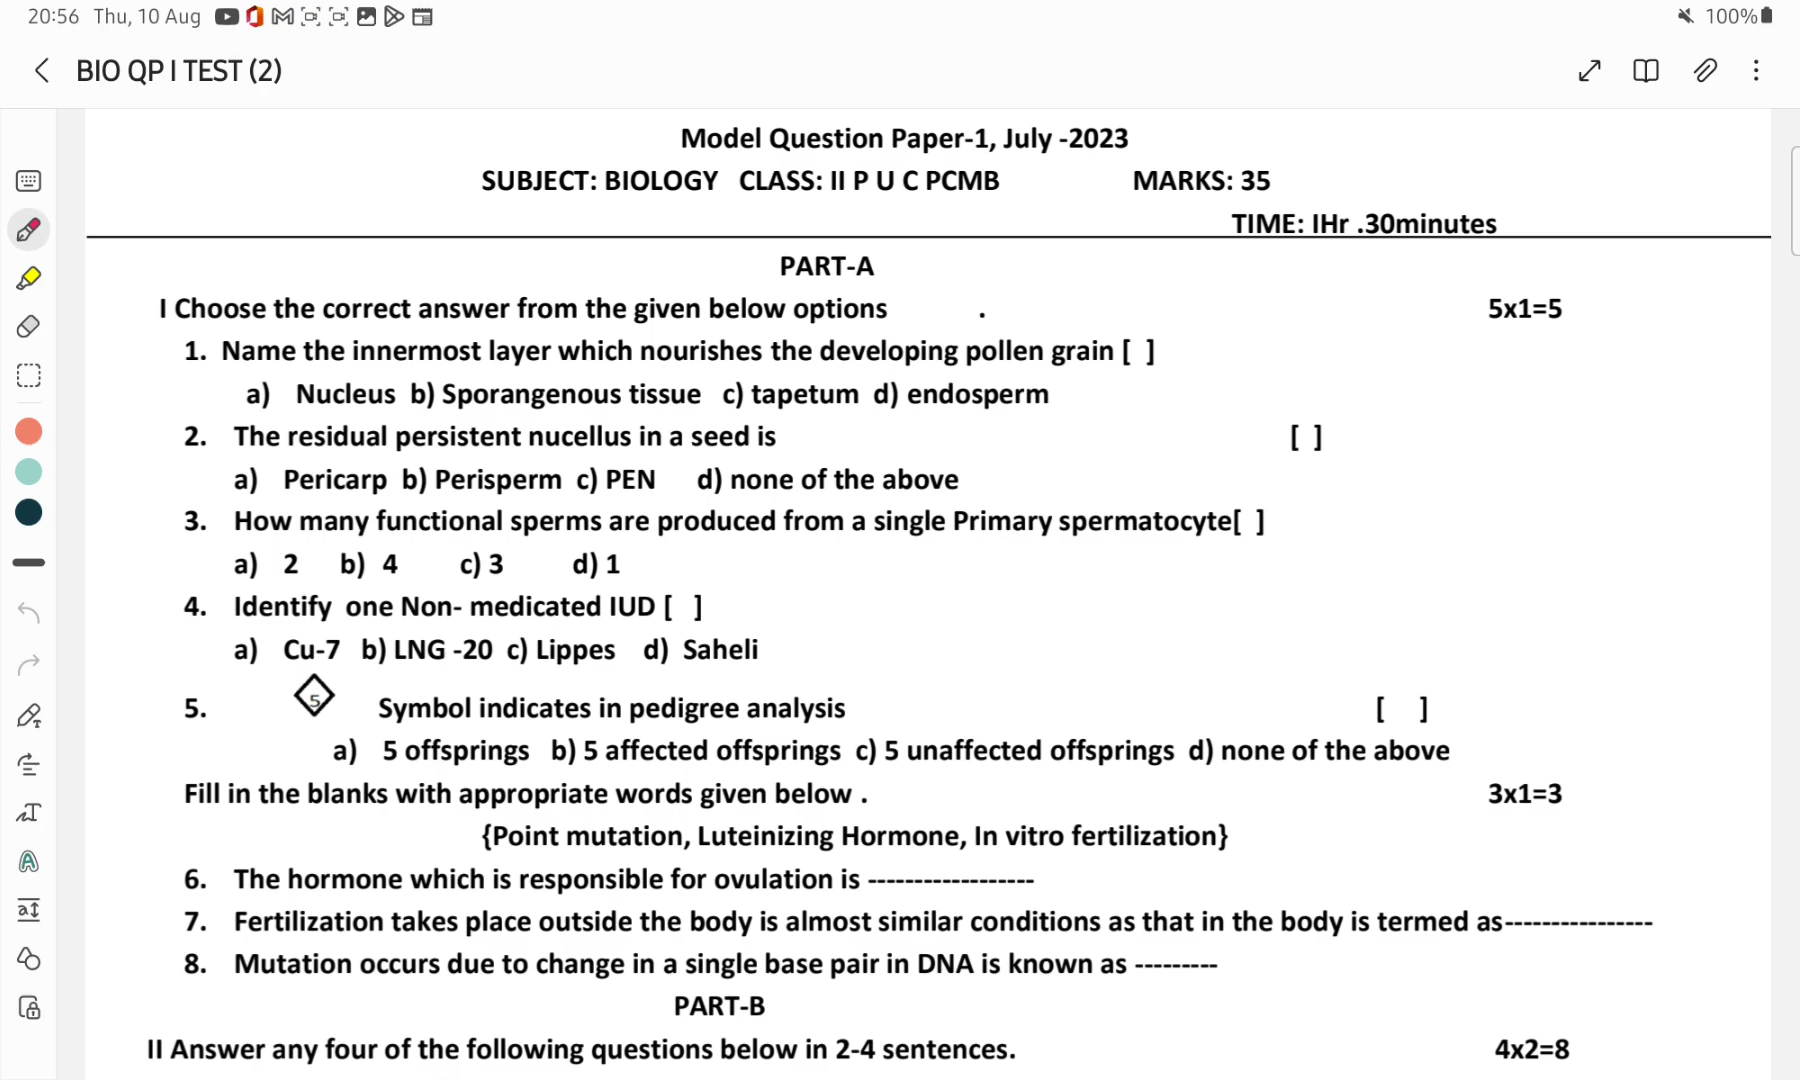 20:56 Thu, 10 Aug 100%
BIO QP I TEST (2)
Model Question Paper-1, July -2023
SUBJECT: BIOLOGY CLASS: II P U C PCMB MARKS: 35
TIME: IHr .30minutes
PART-A
I Choose the correct answer from the given below options . 5x1=5
1. Name the innermost layer which nourishes the developing pollen grain [ ]
a) Nucleus b) Sporangenous tissue c) tapetum d) endosperm
2. The residual persistent nucellus in a seed is [ ]
a) Pericarp b) Perisperm c) PEN d) none of the above
3. How many functional sperms are produced from a single Primary spermatocyte[ ]
a) 2 b) 4 c) 3 d) 1
4. Identify one Non- medicated IUD [ ]
a) Cu-7 b) LNG -20 c) Lippes d) Saheli
5. 5 Symbol indicates in pedigree analysis [ ]
a) 5 offsprings b) 5 affected offsprings c) 5 unaffected offsprings d) none of the above
Fill in the blanks with appropriate words given below . 3x1=3
{Point mutation, Luteinizing Hormone, In vitro fertilization}
6. The hormone which is responsible for ovulation is ------------------
7. Fertilization takes place outside the body is almost similar conditions as that in the body is termed as----------------
8. Mutation occurs due to change in a single base pair in DNA is known as ---------
PART-B
II Answer any four of the following questions below in 2-4 sentences. 4x2=8